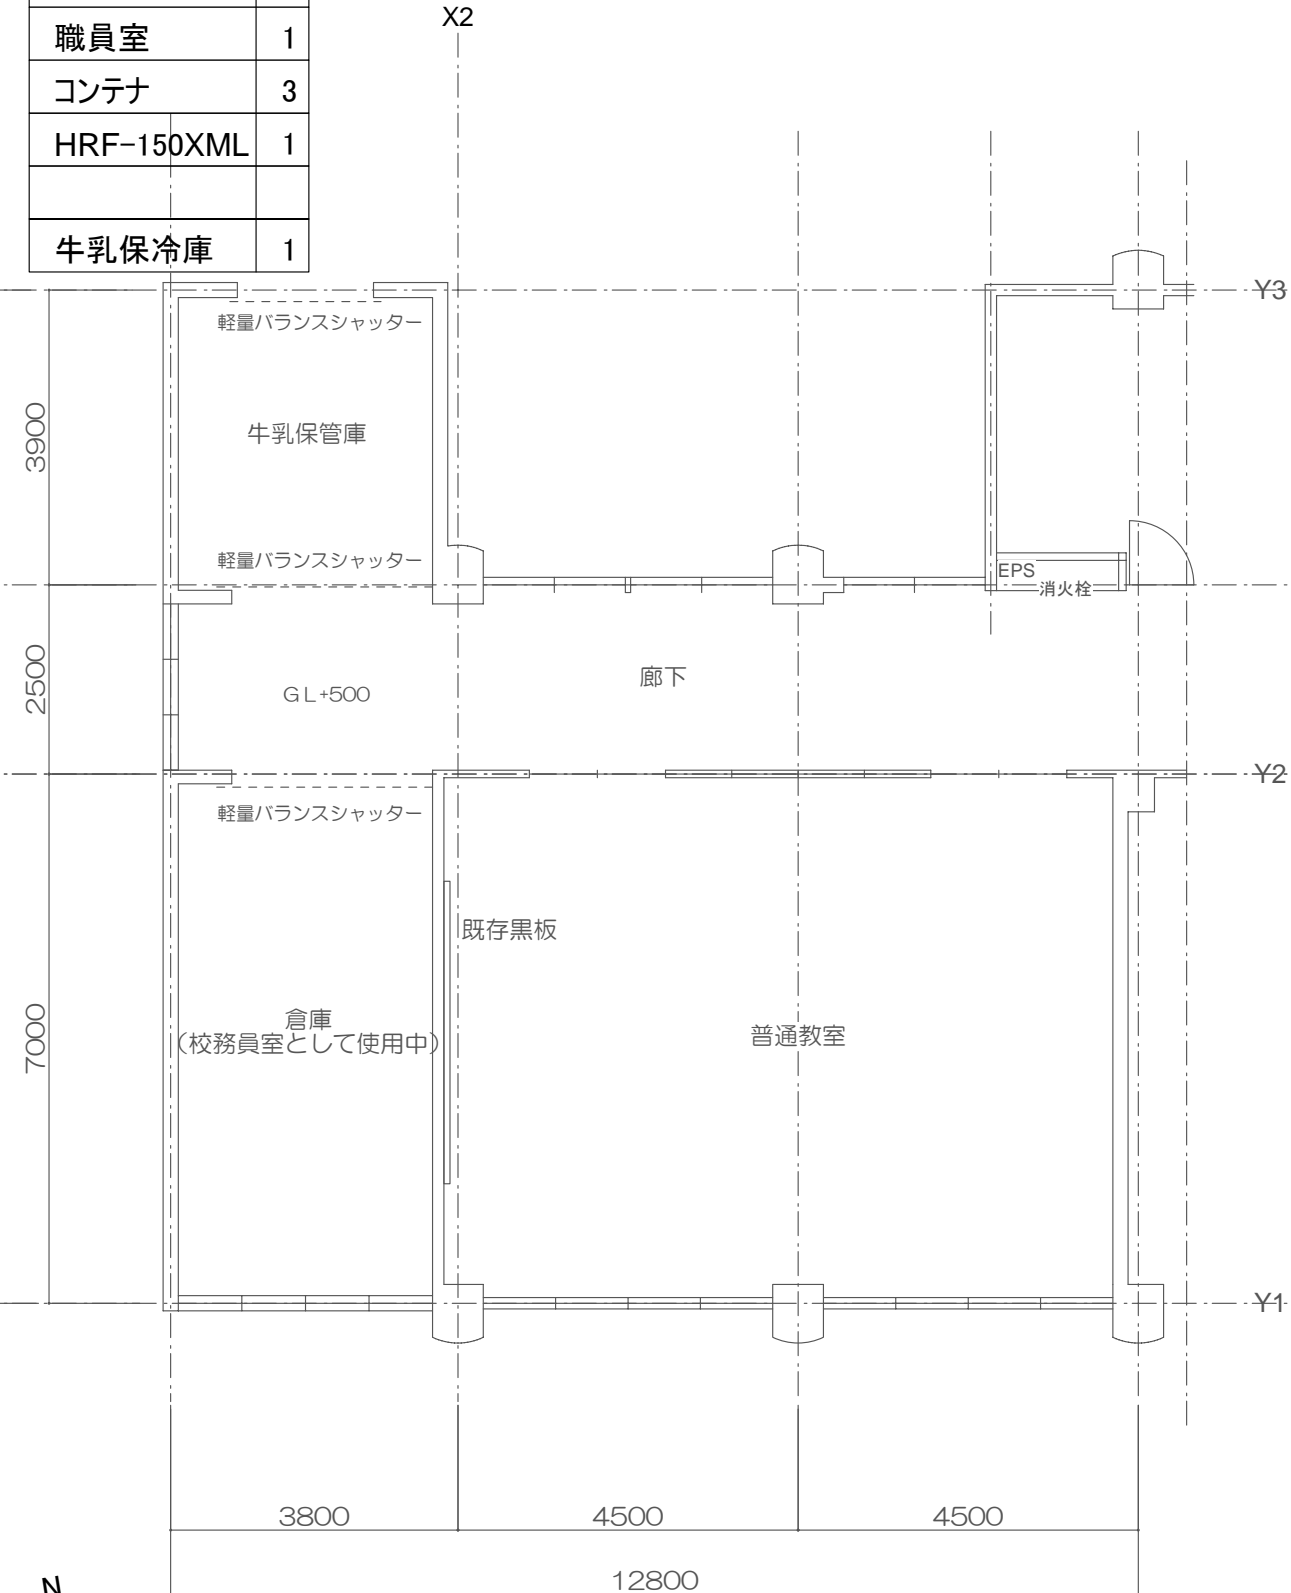 X2
職員室 1
コンテナ 3
HRF-150XML 1
牛乳保冷庫 1
Y3
軽量バランスシャッター
3900
牛乳保管庫
軽量バランスシャッター
EPS
消火栓
2500
GL+500
廊下
Y2
軽量バランスシャッター
既存黒板
7000
倉庫
(校務員室として使用中)
普通教室
Y1
3800
4500
4500
12800
N